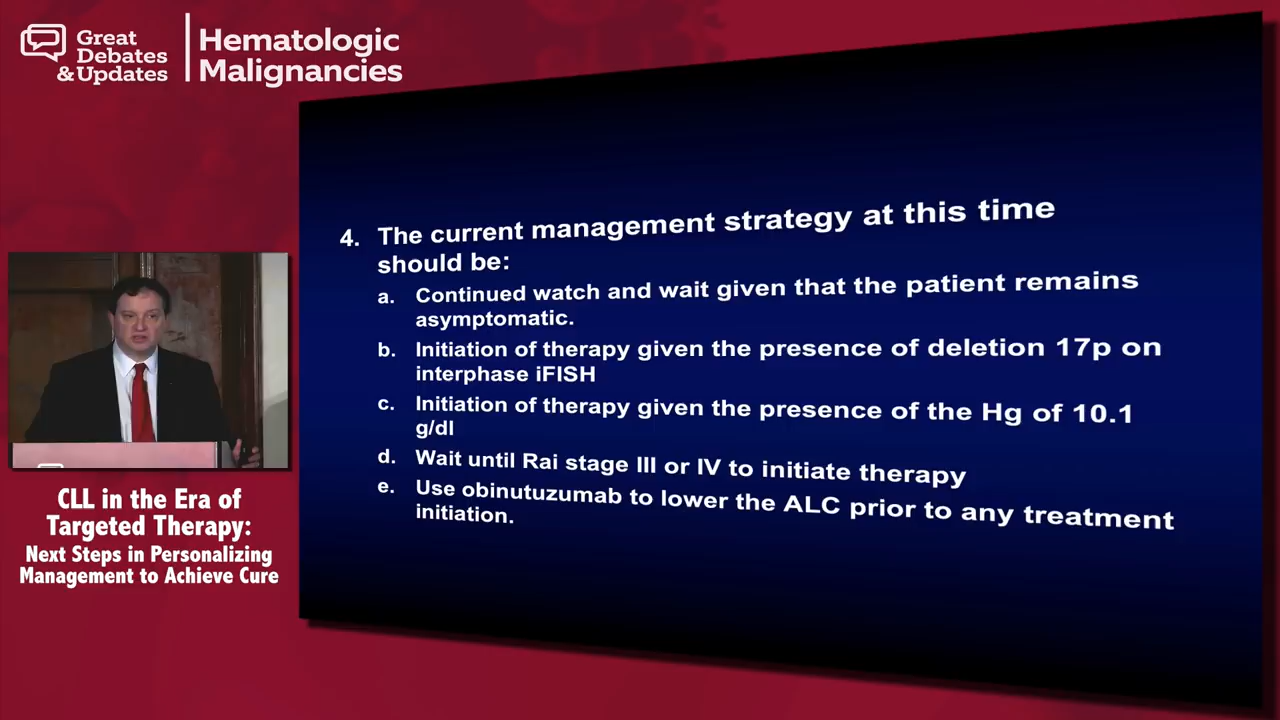 Great
Debates
& Updates
Hematologic
Malignancies
4. The current management strategy at this time
should be:
a. Continued watch and wait given that the patient remains
asymptomatic.
b. Initiation of therapy given the presence of deletion 17p on
interphase iFISH
c. Initiation of therapy given the presence of the Hg of 10.1
g/dl
d. Wait until Rai stage III or IV to initiate therapy
e. Use obinutuzumab to lower the ALC prior to any treatment
initiation.
CLL in the Era of
Targeted Therapy:
Next Steps in Personalizing
Management to Achieve Cure